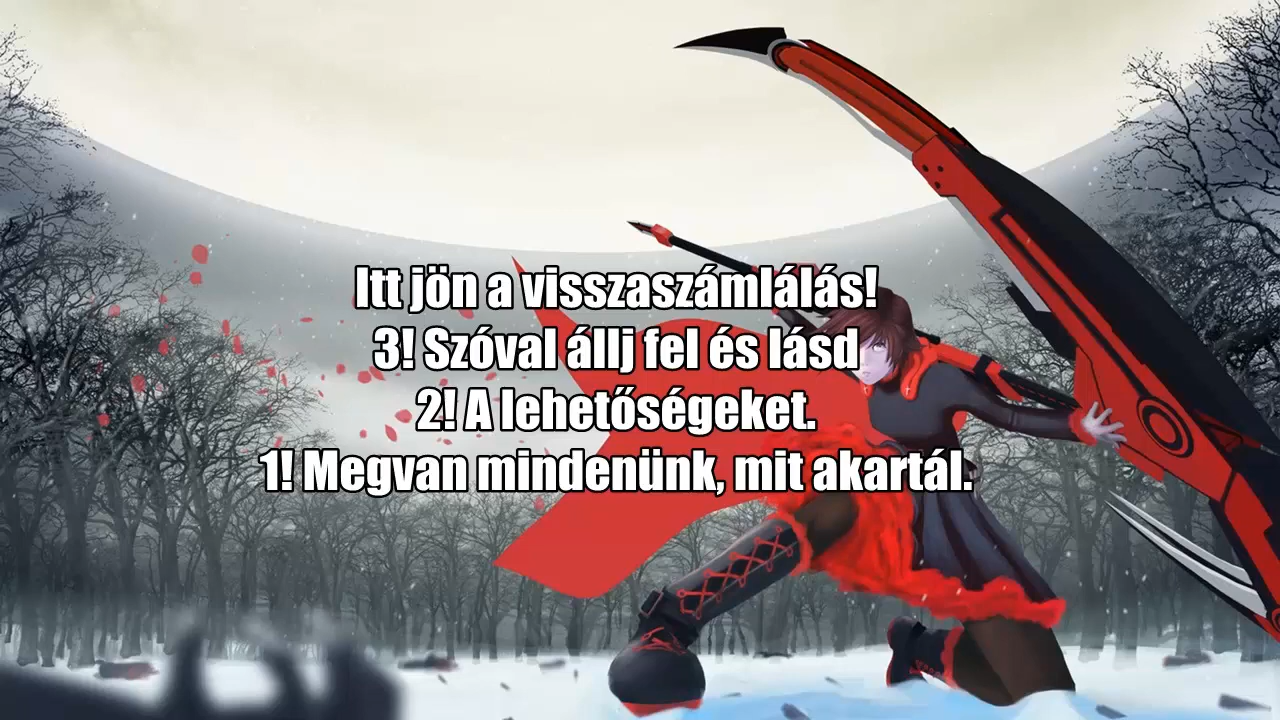 Itt jön a visszaszámlálás!
3! Szóval állj fel és lásd
2! A lehetőségeket.
1! Megvan mindenünk, mit akartál.